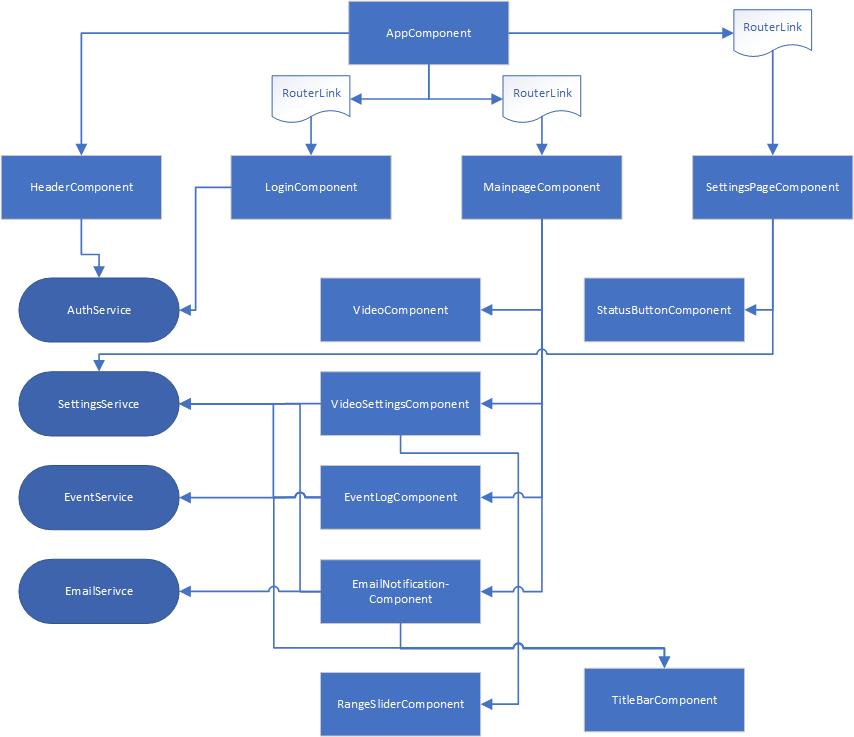 AppComponent
RouterLink
RouterLink
RouterLink
HeaderComponent
LoginComponent
MainpageComponent
SettingsPageComponent
AuthService
VideoComponent
StatusButtonComponent
SettingsSerivce
VideoSettingsComponent
EventService
EventLogComponent
EmailSerivce
EmailNotification-
Component
RangeSliderComponent
TitleBarComponent